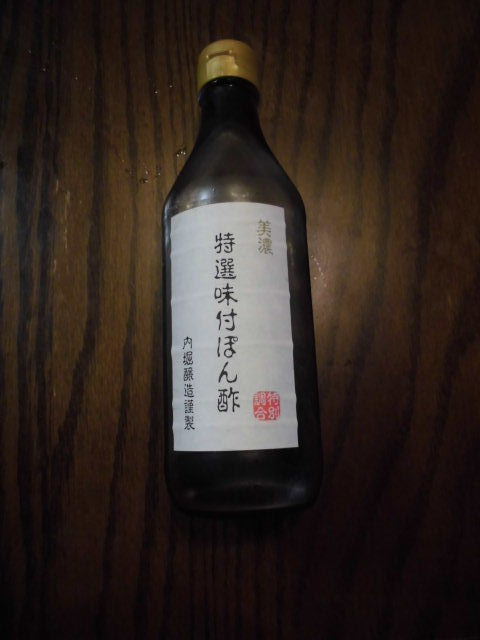 美濃
特選味付ぽん酢
特別
調合
内堀醸造謹製